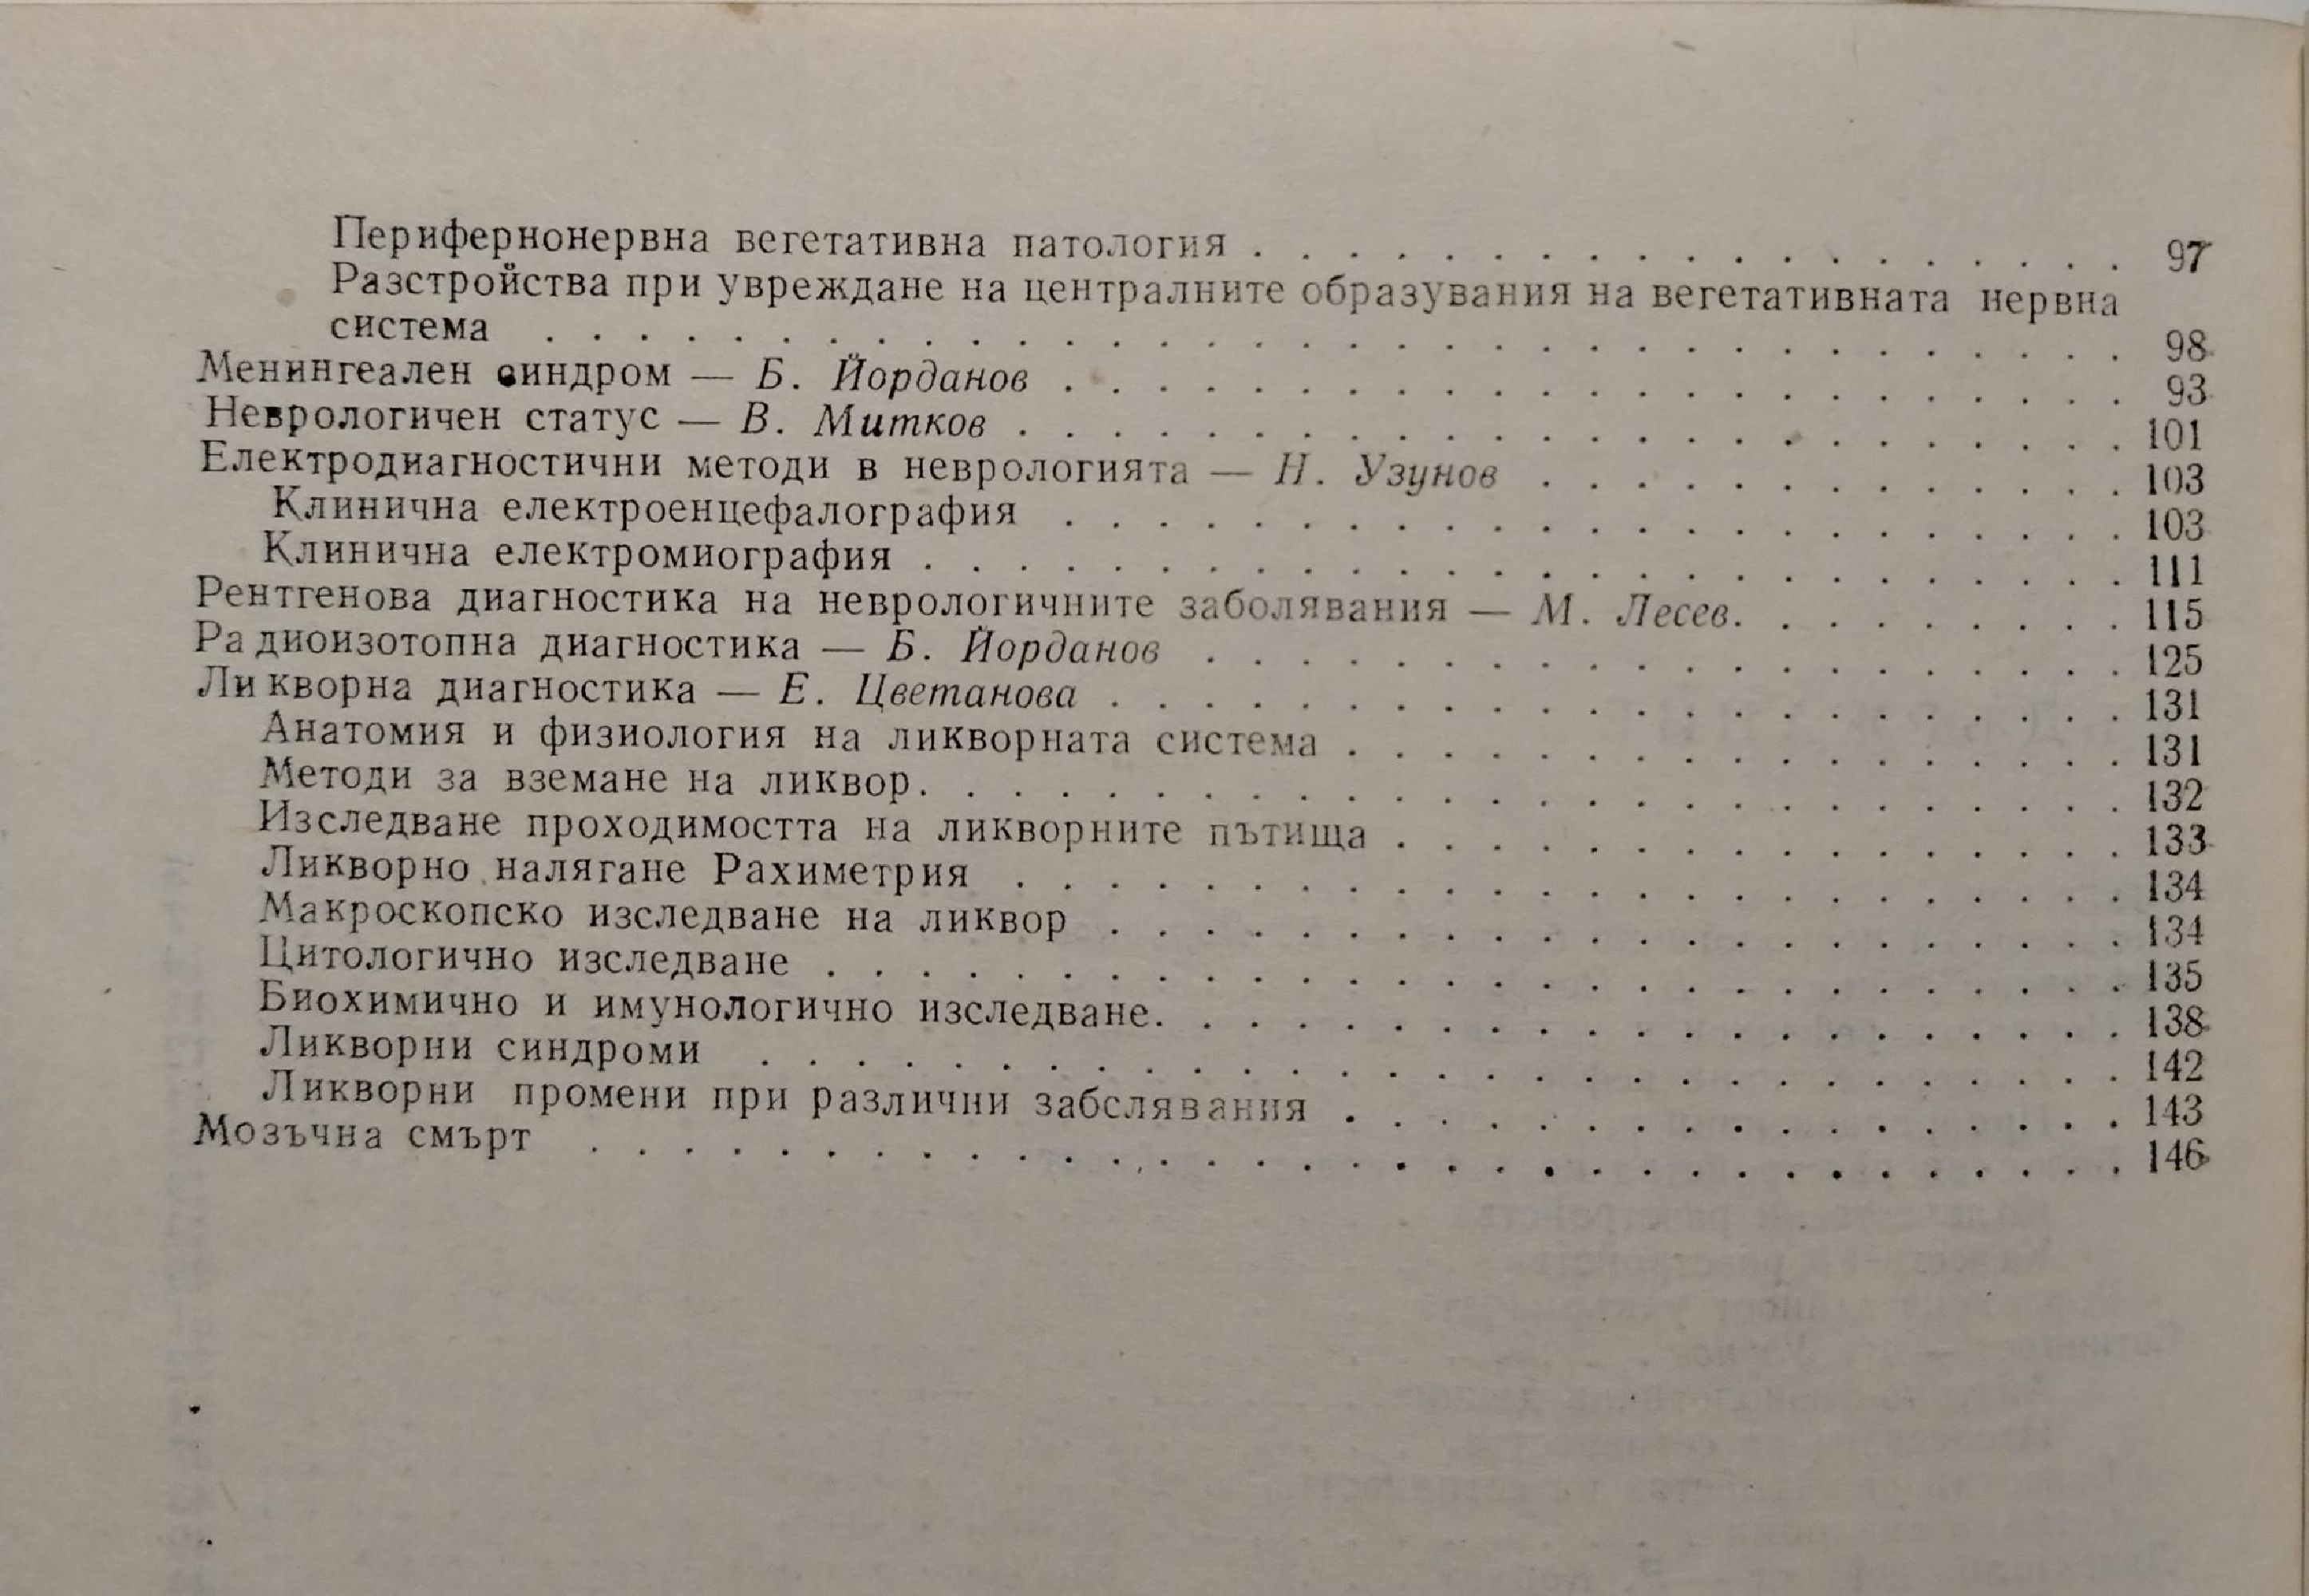 Перифернонервна вегетативна патология . . . . . . . . . . . . . . . . . . . 97
Разстройства при увреждане на централните образувания на вегетативната нервна
система . . . . . . . . . . . . . . . . . . . . . . . . . . . . . . . . . . 98
Менингеален синдром — Б. Йорданов . . . . . . . . . . . . . . . . . . . . . . . 93
Неврологичен статус — В. Митков . . . . . . . . . . . . . . . . . . . . . . . . 101
Електродиагностични методи в неврологията — Н. Узунов . . . . . . . . . . . . . 103
Клинична електроенцефалография . . . . . . . . . . . . . . . . . . . . . . . 103
Клинична електромиография . . . . . . . . . . . . . . . . . . . . . . . . . . 111
Рентгенова диагностика на неврологичните заболявания — М. Лесев. . . . . . . . . 115
Радиоизотопна диагностика — Б. Йорданов . . . . . . . . . . . . . . . . . . . . 125
Ликворна диагностика — Е. Цветанова . . . . . . . . . . . . . . . . . . . . . . 131
Анатомия и физиология на ликворната система . . . . . . . . . . . . . . . . . 131
Методи за вземане на ликвор. . . . . . . . . . . . . . . . . . . . . . . . . . 132
Изследване проходимостта на ликворните пътища . . . . . . . . . . . . . . . . 133
Ликворно налягане Рахиметрия . . . . . . . . . . . . . . . . . . . . . . . . 134
Макроскопско изследване на ликвор . . . . . . . . . . . . . . . . . . . . . . 134
Цитологично изследване . . . . . . . . . . . . . . . . . . . . . . . . . . . . 135
Биохимично и имунологично изследване. . . . . . . . . . . . . . . . . . . . . 138
Ликворни синдроми . . . . . . . . . . . . . . . . . . . . . . . . . . . . . 142
Ликворни промени при различни забслявания . . . . . . . . . . . . . . . . . 143
Мозъчна смърт . . . . . . . . . . . . . . . . . . . . . . . . . . . . . . . . . 146